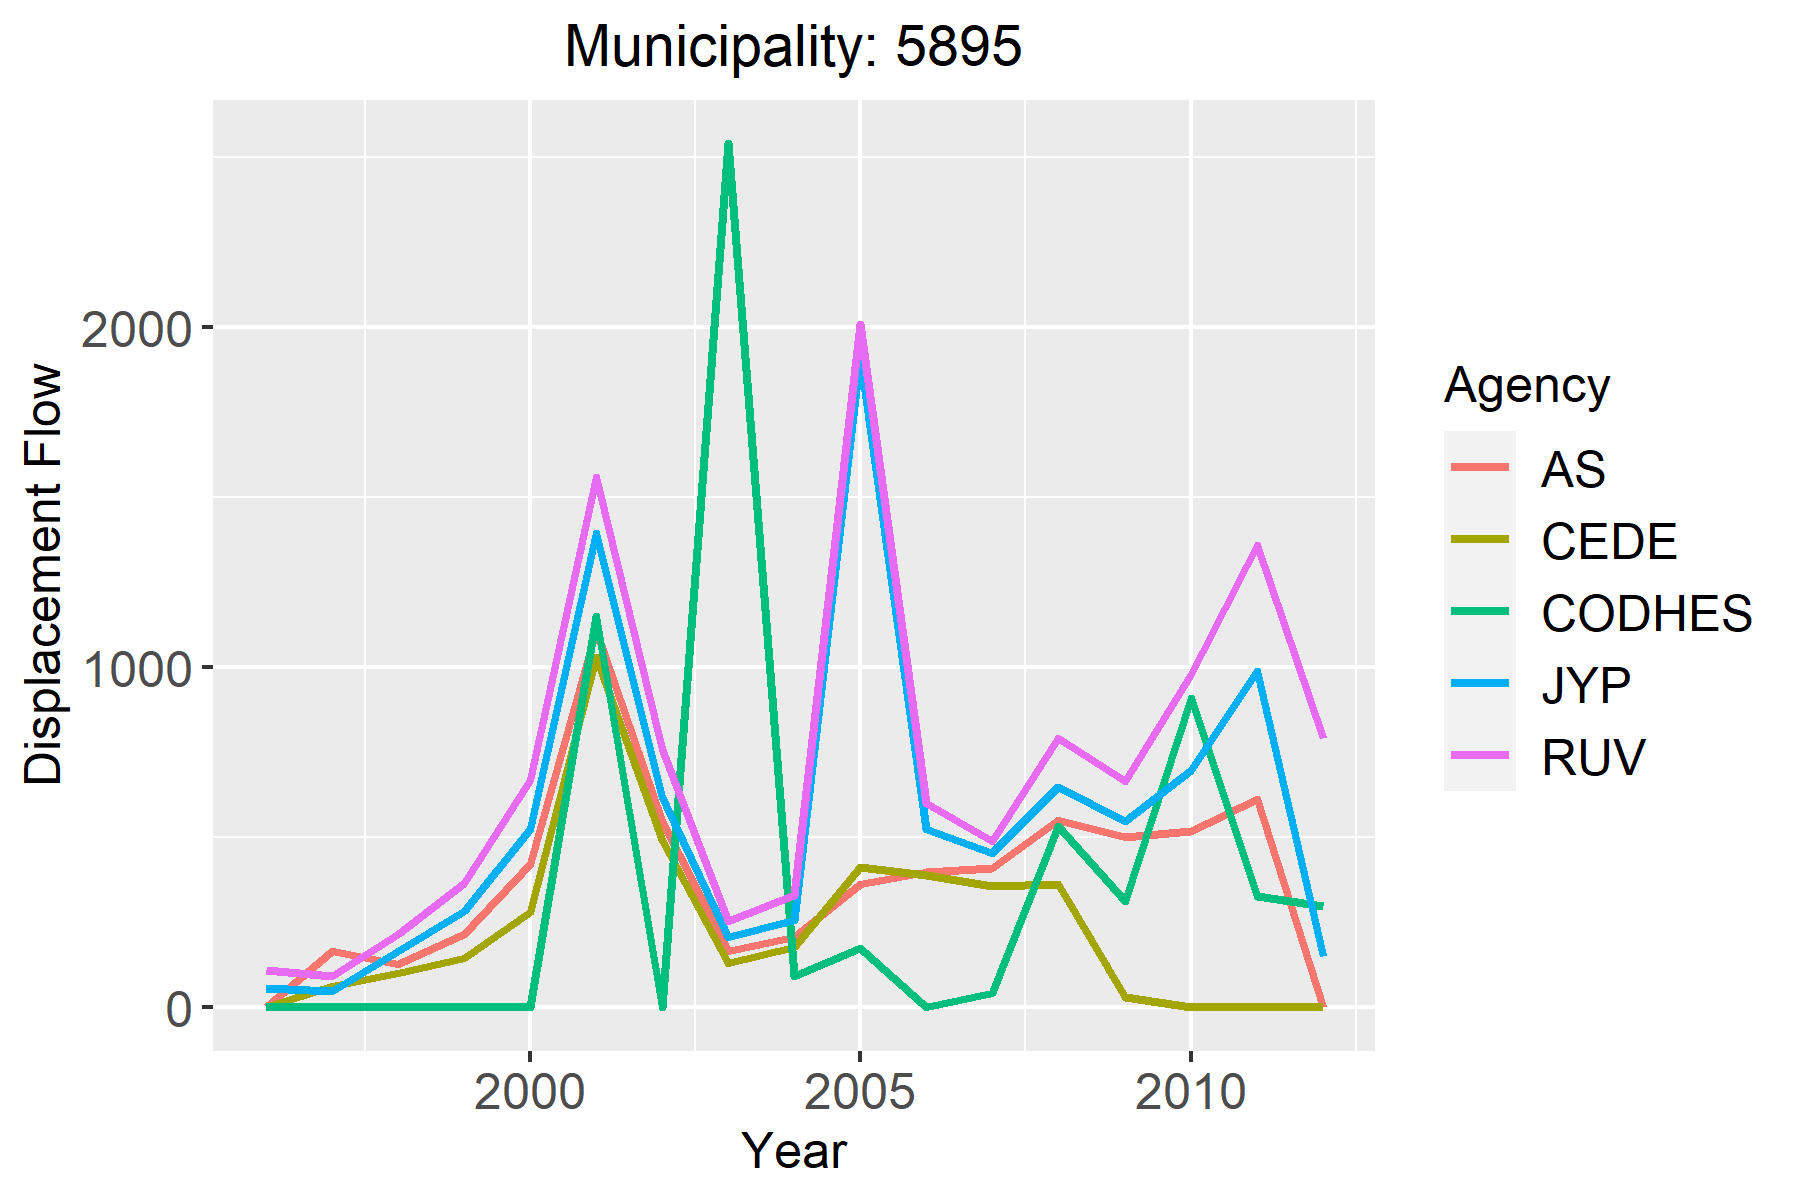 Municipality: 5895
Displacement Flow
2000
1000
0
2000
2005
2010
Year
Agency
AS
CEDE
CODHES
JYP
RUV